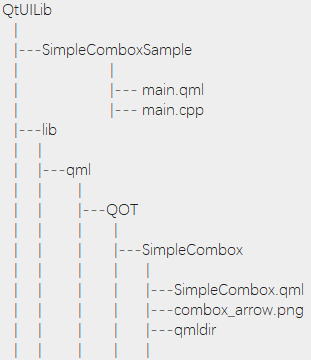 QtUILib
|
|---SimpleComboxSample
| |
| |--- main.qml
| |--- main.cpp
|---lib
| |
| |---qml
| | |
| | |---QOT
| | | |
| | | |---SimpleCombox
| | | | |
| | | | |---SimpleCombox.qml
| | | | |---combox_arrow.png
| | | | |---qmldir
| | | | |